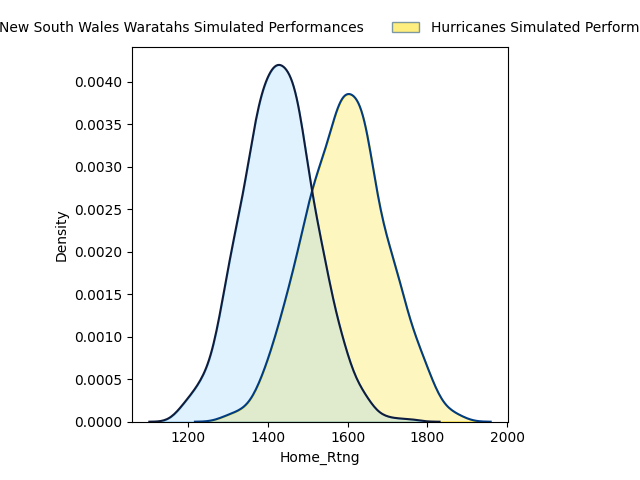 New South Wales Waratahs Simulated Performances
Hurricanes Simulated Perform
0.0040
0.0035
0.0030
0.0025
0.0020
0.0015
0.0010
0.0005
0.0000
Density
1200 1400 1600 1800 2000
Home_Rtng